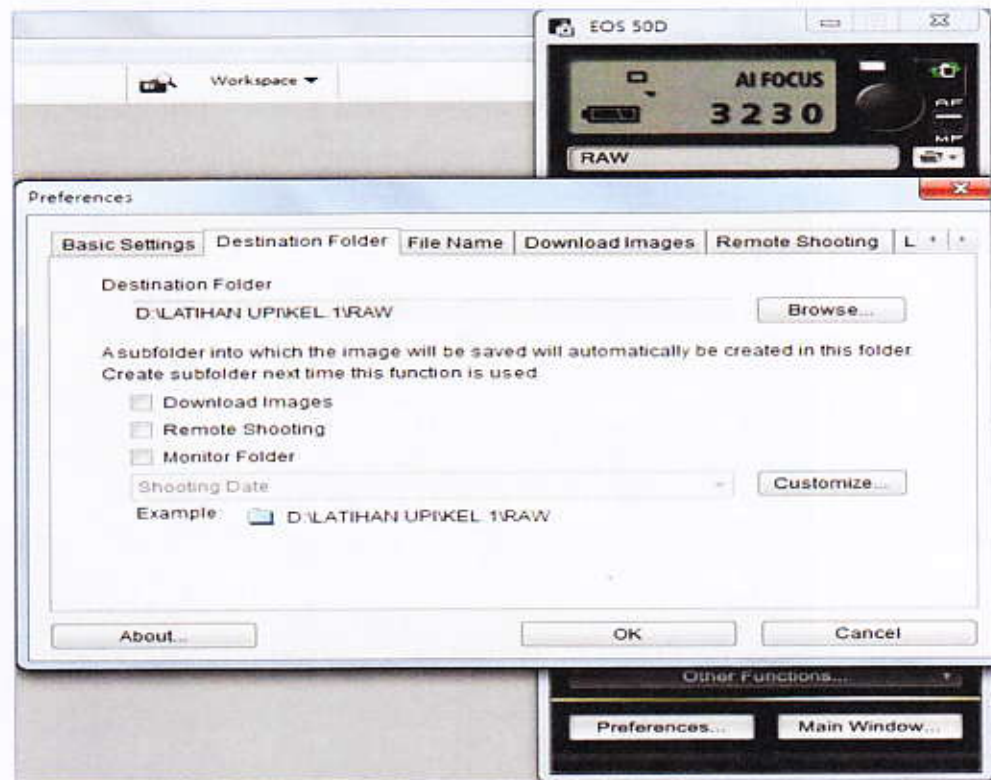 EOS 50D
Workspace
AI FOCUS
3230
AF
MF
RAW
Preferences
Basic Settings
Destination Folder
File Name
Download Images
Remote Shooting
L
Destination Folder
D:\LATIHAN UPI\KEL 1\RAW
Browse...
A subfolder into which the image will be saved will automatically be created in this folder.
Create subfolder next time this function is used
Download Images
Remote Shooting
Monitor Folder
Shooting Date
Customize...
Example:
D:\LATIHAN UPI\KEL 1\RAW
About...
OK
Cancel
Other Functions...
Preferences...
Main Window...